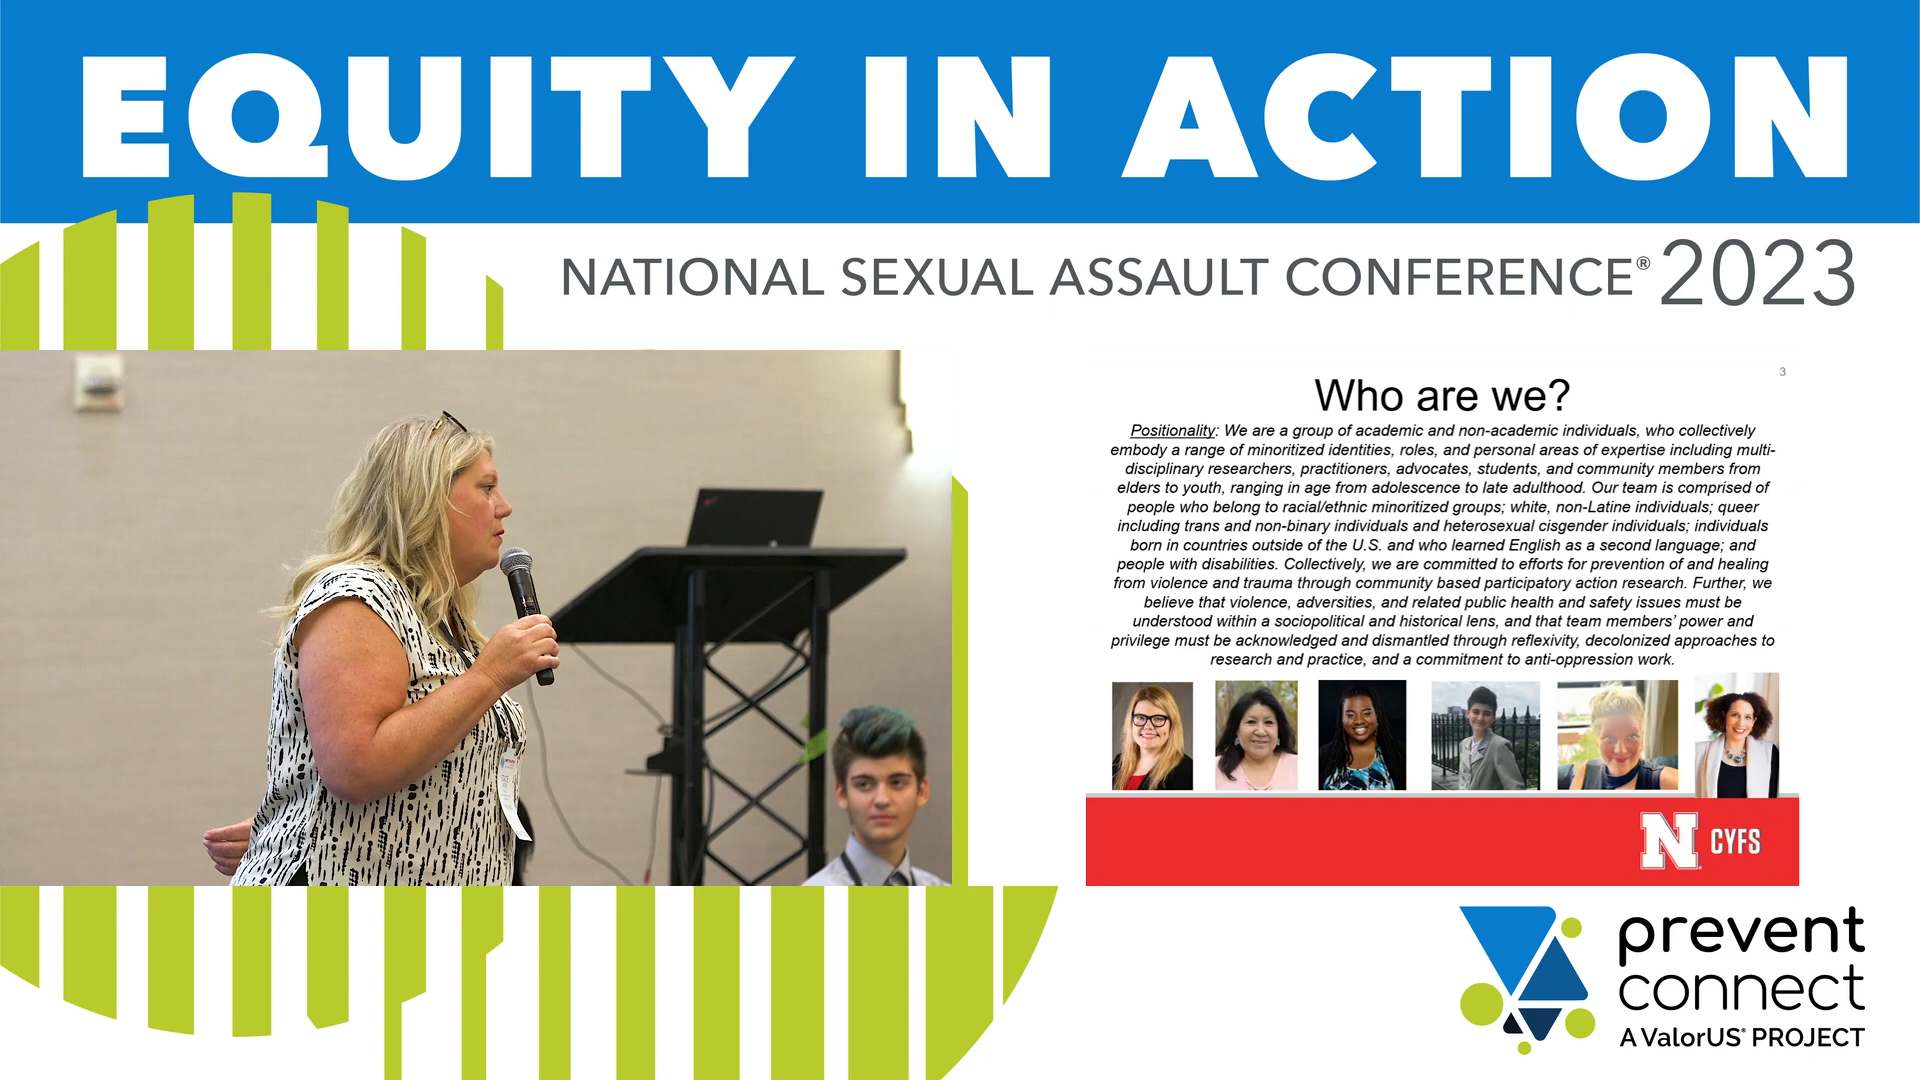 EQUITY IN ACTION
NATIONAL SEXUAL ASSAULT CONFERENCE® 2023
3
Who are we?
Positionality: We are a group of academic and non-academic individuals, who collectively
embody a range of minoritized identities, roles, and personal areas of expertise including multi-
disciplinary researchers, practitioners, advocates, students, and community members from
elders to youth, ranging in age from adolescence to late adulthood. Our team is comprised of
people who belong to racial/ethnic minoritized groups; white, non-Latine individuals; queer
including trans and non-binary individuals and heterosexual cisgender individuals; individuals
born in countries outside of the U.S. and who learned English as a second language; and
people with disabilities. Collectively, we are committed to efforts for prevention of and healing
from violence and trauma through community based participatory action research. Further, we
believe that violence, adversities, and related public health and safety issues must be
understood within a sociopolitical and historical lens, and that team members' power and
privilege must be acknowledged and dismantled through reflexivity, decolonized approaches to
research and practice, and a commitment to anti-oppression work.
N CYFS
prevent
connect
A ValorUS® PROJECT